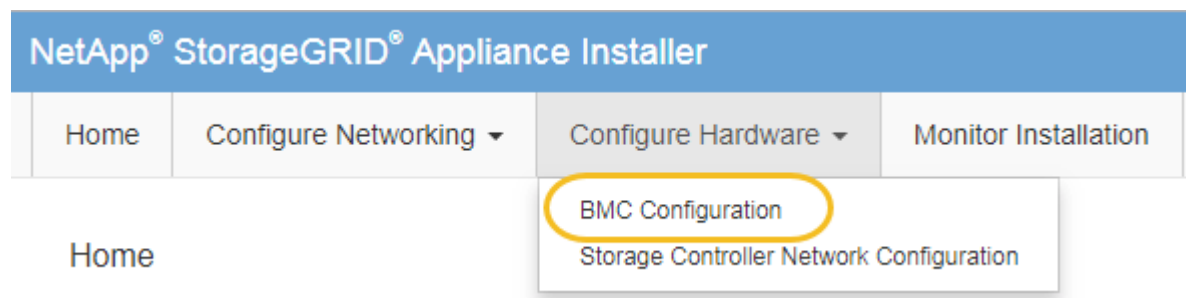 NetApp® StorageGRID® Appliance Installer
Home Configure Networking Configure Hardware Monitor Installation
BMC Configuration
Home
Storage Controller Network Configuration